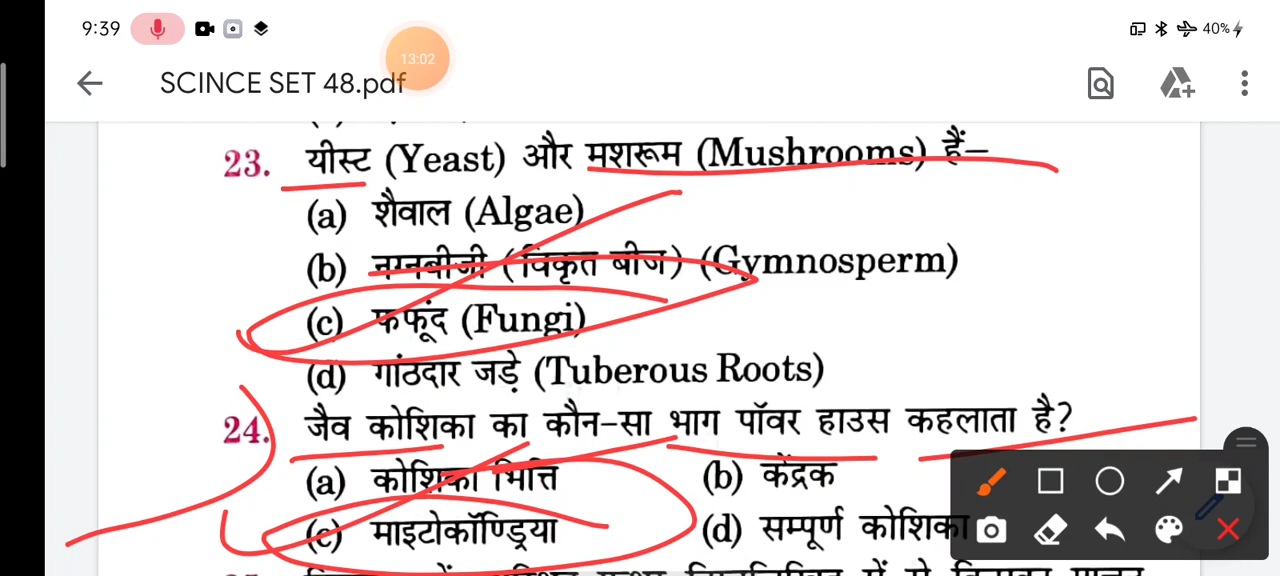 9:39
40%
13:02
SCINCE SET 48.pdf
23. यीस्ट (Yeast) और मशरूम (Mushrooms) हैं–
(a) शैवाल (Algae)
(b) नग्नबीजी (विकृत बीज) (Gymnosperm)
(c) फफूंद (Fungi)
(d) गांठदार जड़े (Tuberous Roots)
24. जैव कोशिका का कौन-सा भाग पॉवर हाउस कहलाता है?
(a) कोशिका भित्ति (b) केंद्रक
(c) माइटोकॉण्ड्रिया (d) सम्पूर्ण कोशिका